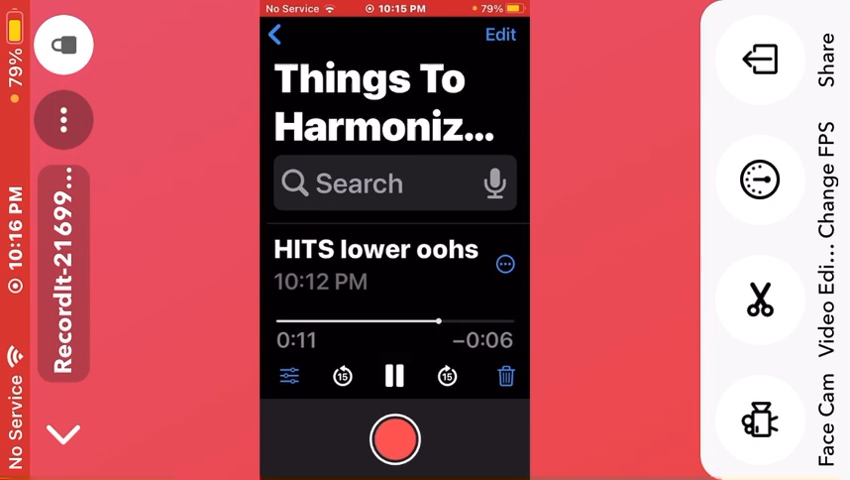 No Service
10:15 PM
79%
Edit
Things To
Harmoniz...
Search
HITS lower oohs
10:12 PM
0:11
−0:06
15
15
No Service
10:16 PM
79%
RecordIt-21699...
Share
Change FPS
Video Edi...
Face Cam